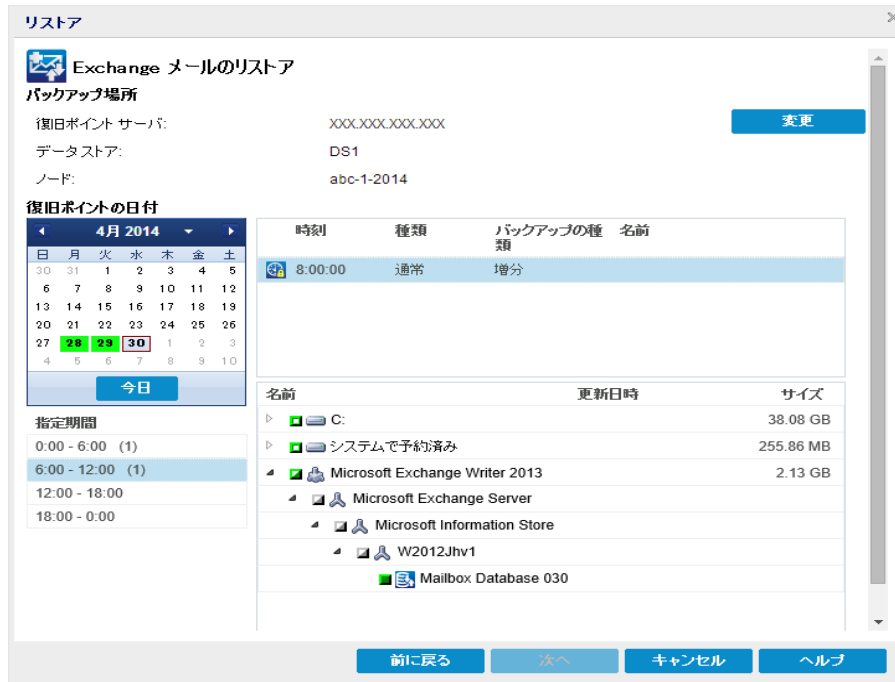 リストア
Exchange メールのリストア
バックアップ場所
復旧ポイント サーバ: XXX.XXX.XXX.XXX
変更
データストア: DS1
ノード: abc-1-2014
復旧ポイントの日付
4月 2014
日 月 火 水 木 金 土
30 31 1 2 3 4 5
6 7 8 9 10 11 12
13 14 15 16 17 18 19
20 21 22 23 24 25 26
27 28 29 30 1 2 3
4 5 6 7 8 9 10
今日
指定期間
0:00 - 6:00 (1)
6:00 - 12:00 (1)
12:00 - 18:00
18:00 - 0:00
時刻 種類 バックアップの種類 名前
8:00:00 通常 増分
名前 更新日時 サイズ
C: 38.08 GB
システムで予約済み 255.86 MB
Microsoft Exchange Writer 2013 2.13 GB
Microsoft Exchange Server
Microsoft Information Store
W2012Jhv1
Mailbox Database 030
前に戻る 次へ キャンセル ヘルプ